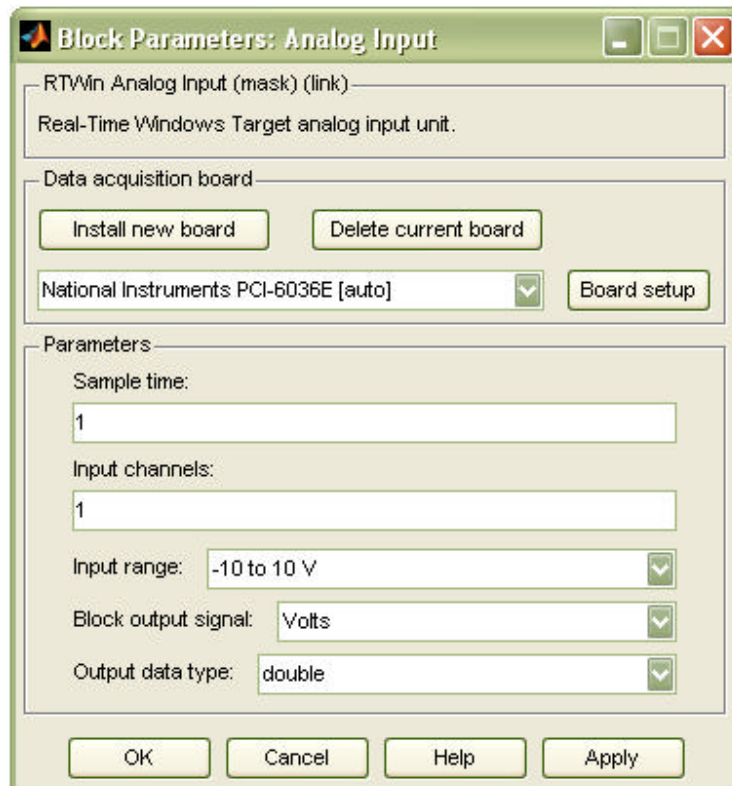 Block Parameters: Analog Input
RTWin Analog Input (mask) (link)
Real-Time Windows Target analog input unit.
Data acquisition board
Install new board Delete current board
National Instruments PCI-6036E [auto] Board setup
Parameters
Sample time:
1
Input channels:
1
Input range: -10 to 10 V
Block output signal: Volts
Output data type: double
OK Cancel Help Apply